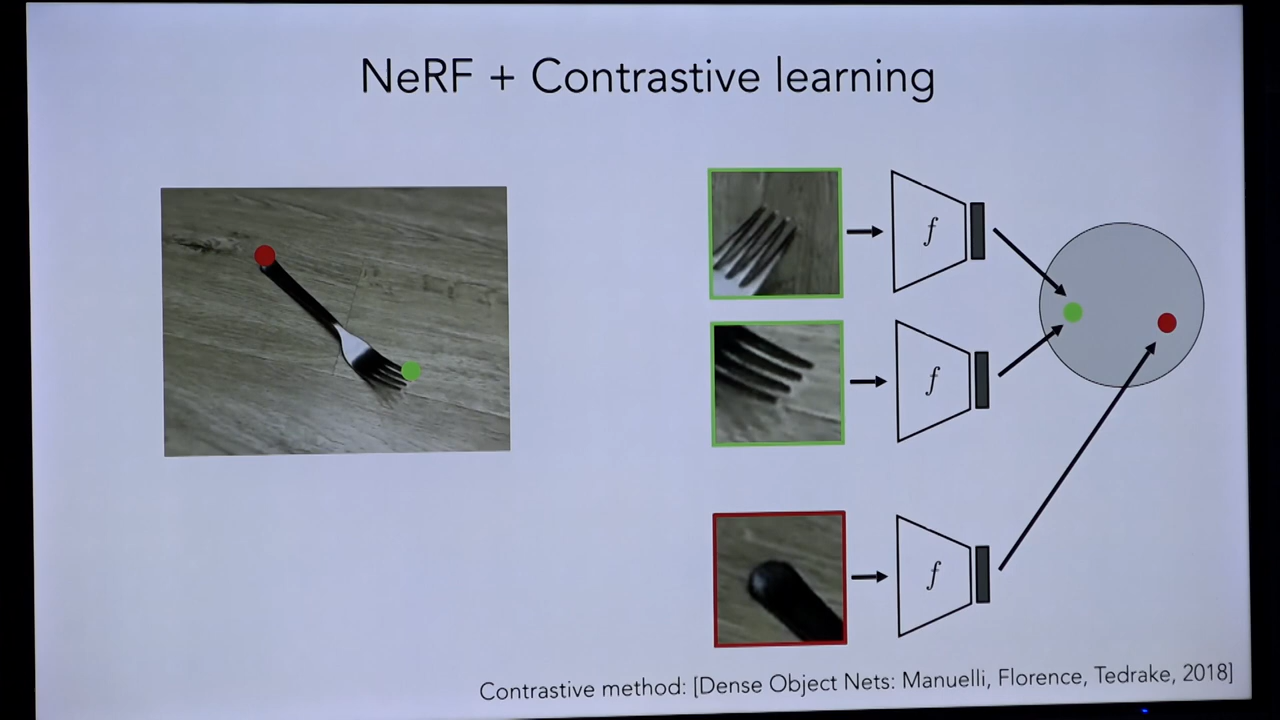 NeRF + Contrastive learning
f
f
f
Contrastive method: [Dense Object Nets: Manuelli, Florence, Tedrake, 2018]